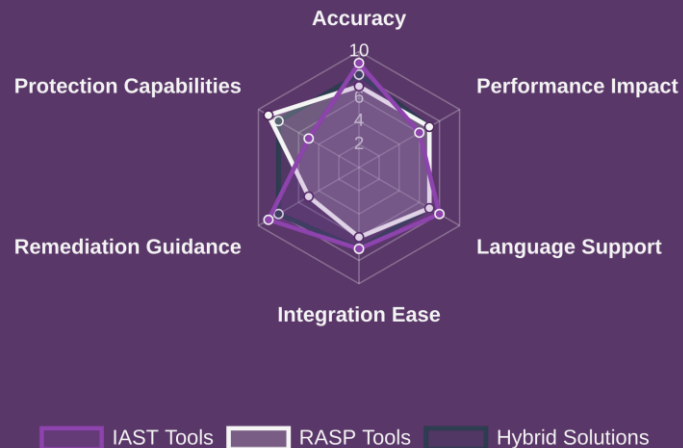 Accuracy
10
Protection Capabilities
Performance Impact
6
4
2
Remediation Guidance
Language Support
Integration Ease
IAST Tools
RASP Tools
Hybrid Solutions